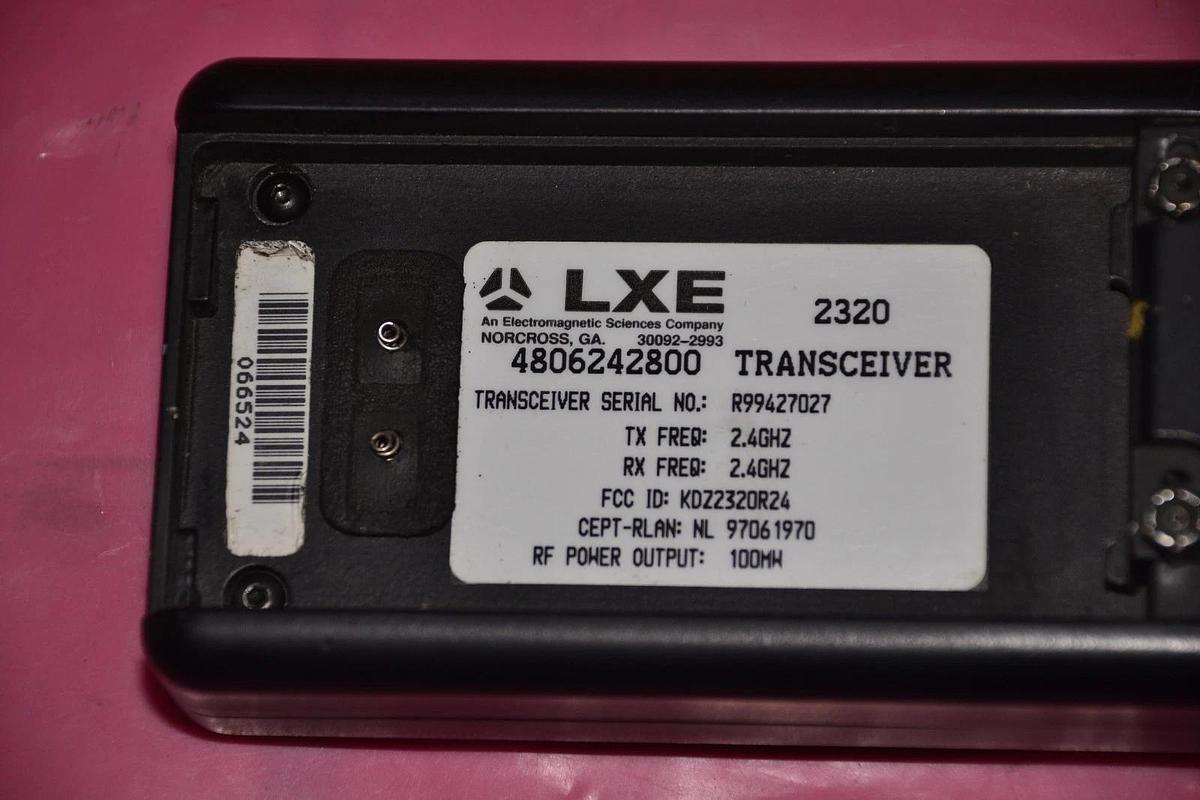 066524
LXE
An Electromagnetic Sciences Company
NORCROSS, GA. 30092-2993
2320
4806242800 TRANSCEIVER
TRANSCEIVER SERIAL NO.: R99427027
TX FREQ: 2.4GHZ
RX FREQ: 2.4GHZ
FCC ID: KDZ2320R24
CEPT-RLAN: NL 97061970
RF POWER OUTPUT: 100MW